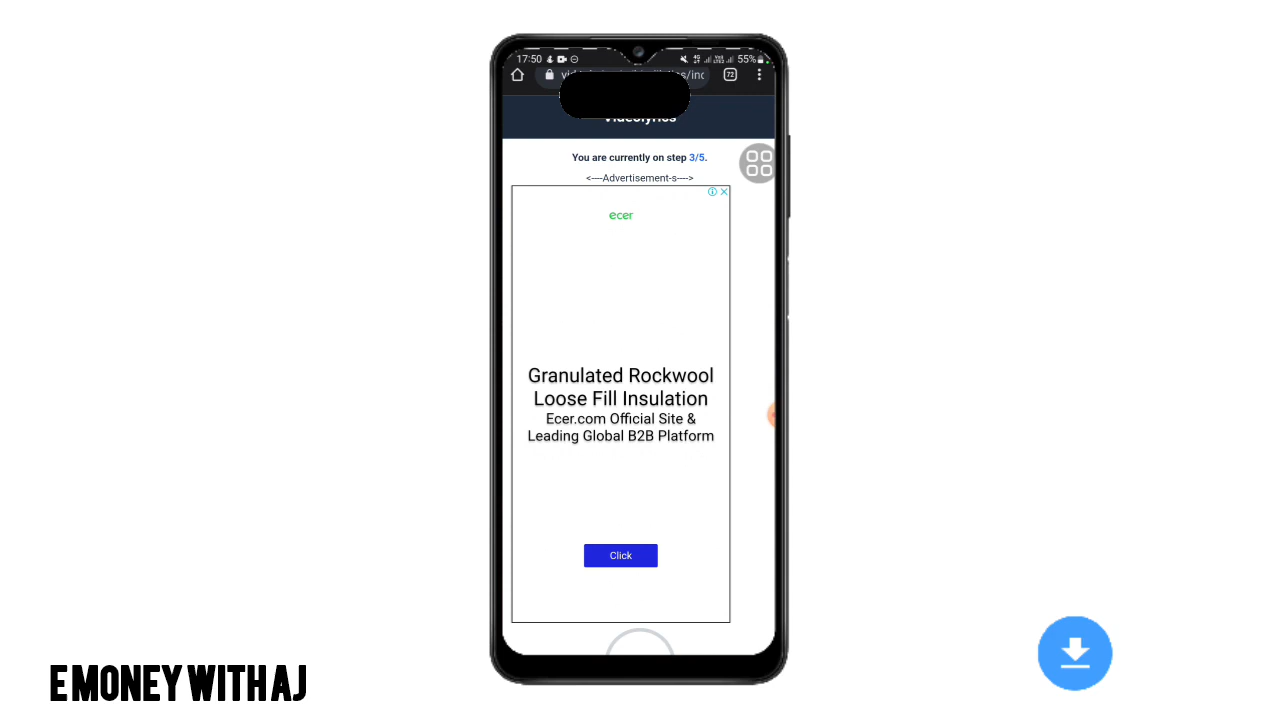 17:50 55%
72
You are currently on step 3/5.
<----Advertisement-s---->
ecer
Granulated Rockwool
Loose Fill Insulation
Ecer.com Official Site &
Leading Global B2B Platform
Click
E MONEY WITH AJ